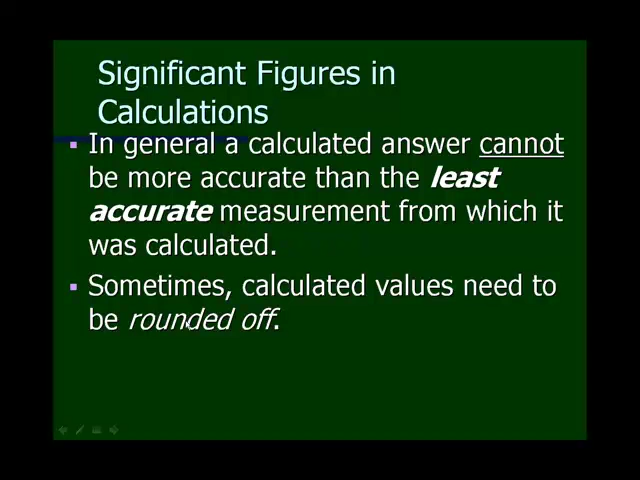 Significant Figures in
Calculations
▪ In general a calculated answer cannot
be more accurate than the least
accurate measurement from which it
was calculated.
▪ Sometimes, calculated values need to
be rounded off.